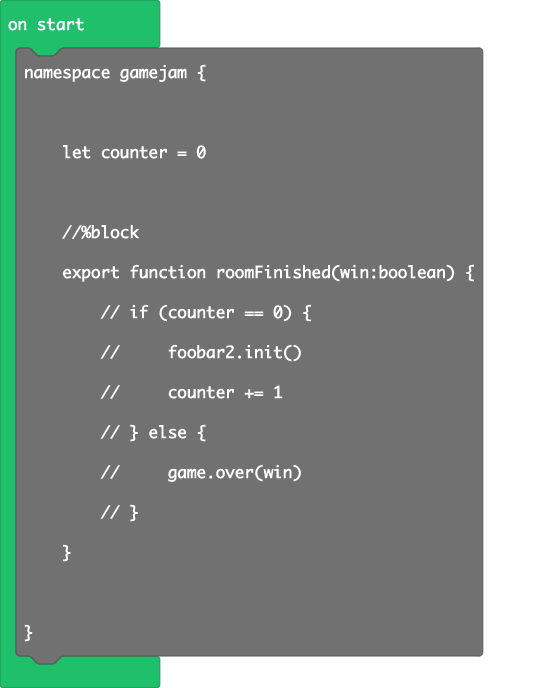 on start
namespace gamejam {
let counter = 0
//%block
export function roomFinished(win:boolean) {
// if (counter == 0) {
//     foobar2.init()
//     counter += 1
// } else {
//     game.over(win)
// }
}
}